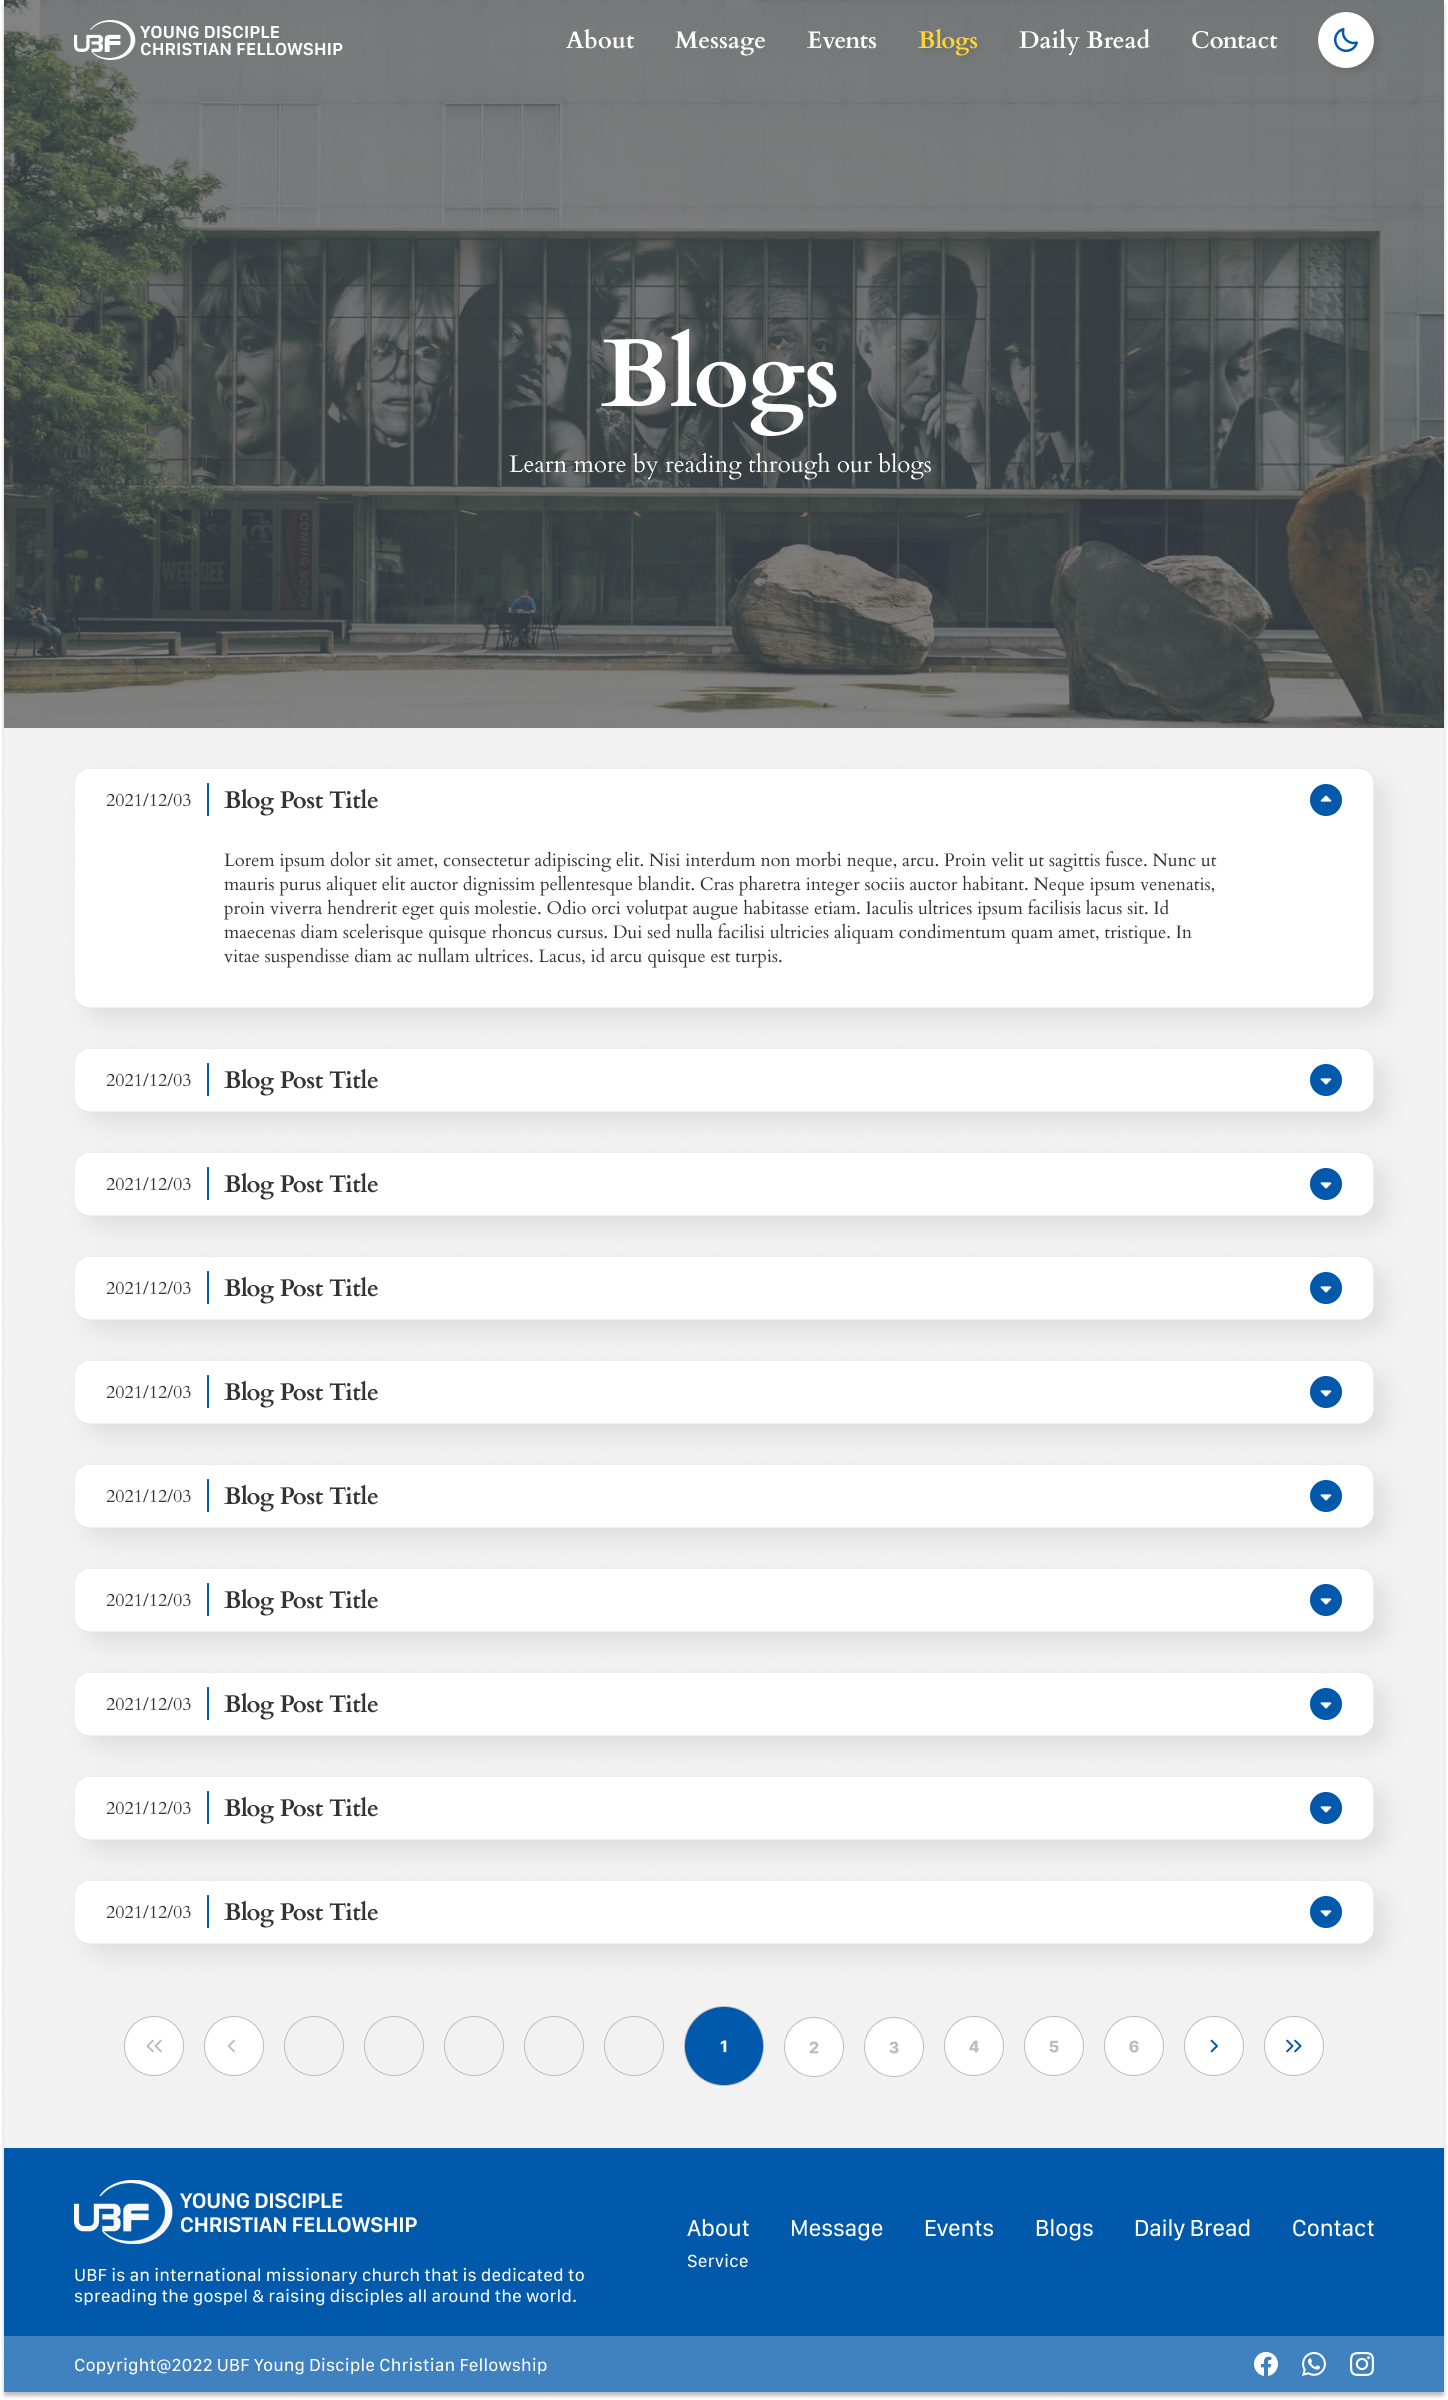 UBF YOUNG DISCIPLE
CHRISTIAN FELLOWSHIP
About Message Events Blogs Daily Bread Contact
Blogs
Learn more by reading through our blogs
COMING SOON
WEEGEE
2021/12/03 Blog Post Title
Lorem ipsum dolor sit amet, consectetur adipiscing elit. Nisi interdum non morbi neque, arcu. Proin velit ut sagittis fusce. Nunc ut
mauris purus aliquet elit auctor dignissim pellentesque blandit. Cras pharetra integer sociis auctor habitant. Neque ipsum venenatis,
proin viverra hendrerit eget quis molestie. Odio orci volutpat augue habitasse etiam. Iaculis ultrices ipsum facilisis lacus sit. Id
maecenas diam scelerisque quisque rhoncus cursus. Dui sed nulla facilisi ultricies aliquam condimentum quam amet, tristique. In
vitae suspendisse diam ac nullam ultrices. Lacus, id arcu quisque est turpis.
2021/12/03 Blog Post Title
2021/12/03 Blog Post Title
2021/12/03 Blog Post Title
2021/12/03 Blog Post Title
2021/12/03 Blog Post Title
2021/12/03 Blog Post Title
2021/12/03 Blog Post Title
2021/12/03 Blog Post Title
2021/12/03 Blog Post Title
1 2 3 4 5 6
UBF YOUNG DISCIPLE
CHRISTIAN FELLOWSHIP
UBF is an international missionary church that is dedicated to
spreading the gospel & raising disciples all around the world.
About Message Events Blogs Daily Bread Contact
Service
Copyright@2022 UBF Young Disciple Christian Fellowship